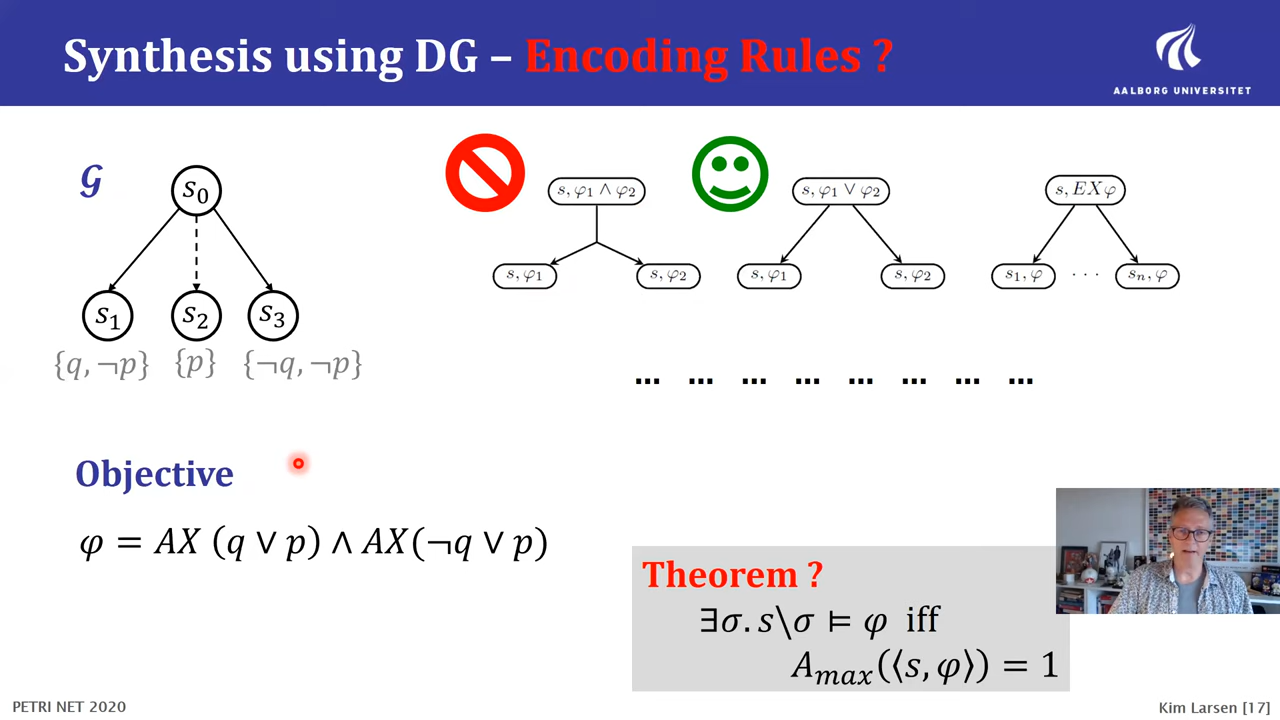 Synthesis using DG – Encoding Rules ?
AALBORG UNIVERSITET
𝒢
s₀
s₁ s₂ s₃
{q, ¬p} {p} {¬q, ¬p}
s, φ₁ ∧ φ₂
s, φ₁ s, φ₂
s, φ₁ ∨ φ₂
s, φ₁ s, φ₂
s, EXφ
s₁, φ · · · sₙ, φ
... ... ... ... ... ... ... ...
Objective
φ = AX (q ∨ p) ∧ AX(¬q ∨ p)
Theorem ?
∃σ. s\σ ⊨ φ iff
Aₘₐₓ(⟨s, φ⟩) = 1
PETRI NET 2020
Kim Larsen [17]